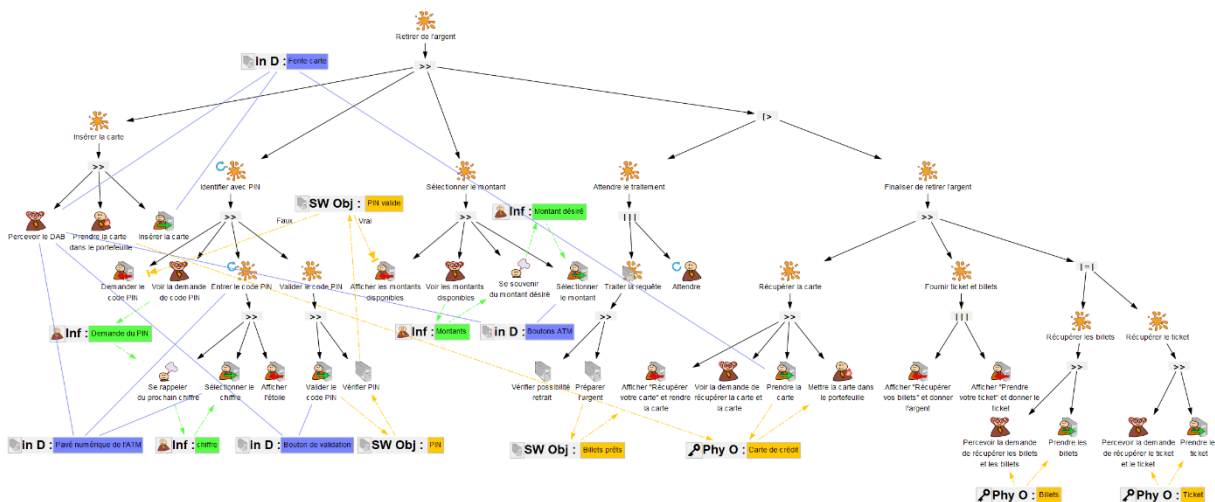 Retirer de l'argent
>>
in D : Fente carte
[>
Insérer la carte
>>
Identifier avec PIN
>>
Sélectionner le montant
>>
Attendre le traitement
|||
Finaliser de retirer l'argent
>>
SW Obj : PIN valide
Faux
Vrai
Inf : Montant désiré
Percevoir le DAB
Prendre la carte
dans le portefeuille
Insérer la carte
Demander le
code PIN
Voir la demande
de code PIN
Entrer le code PIN
>>
Valider le code PIN
>>
Afficher les montants
disponibles
Voir les montants
disponibles
Se souvenir
du montant désiré
Sélectionner
le montant
Traiter la requête
>>
Attendre
Récupérer la carte
>>
Fournir ticket et billets
|||
|=|
Inf : Demande du PIN
Inf : Montants
in D : Boutons ATM
Récupérer les billets
>>
Récupérer le ticket
>>
Se rappeler
du prochain chiffre
Sélectionner le
chiffre
Afficher
l'étoile
Valider le
code PIN
Vérifier PIN
Vérifier possibilité
retrait
Préparer
l'argent
Afficher "Récupérer
votre carte" et rendre
la carte
Voir la demande de
récupérer la carte et
la carte
Prendre la
carte
Mettre la carte dans
le portefeuille
Afficher "Récupérer
vos billets" et donner
l'argent
Afficher "Prendre
votre ticket" et donner
le ticket
in D : Pavé numérique de l'ATM
Inf : chiffre
in D : Bouton de validation
SW Obj : PIN
SW Obj : Billets prêts
Phy O : Carte de crédit
Percevoir la demande
de récupérer les billets
et les billets
Prendre les
billets
Percevoir la demande
de récupérer le ticket
et le ticket
Prendre le
ticket
Phy O : Billets
Phy O : Ticket